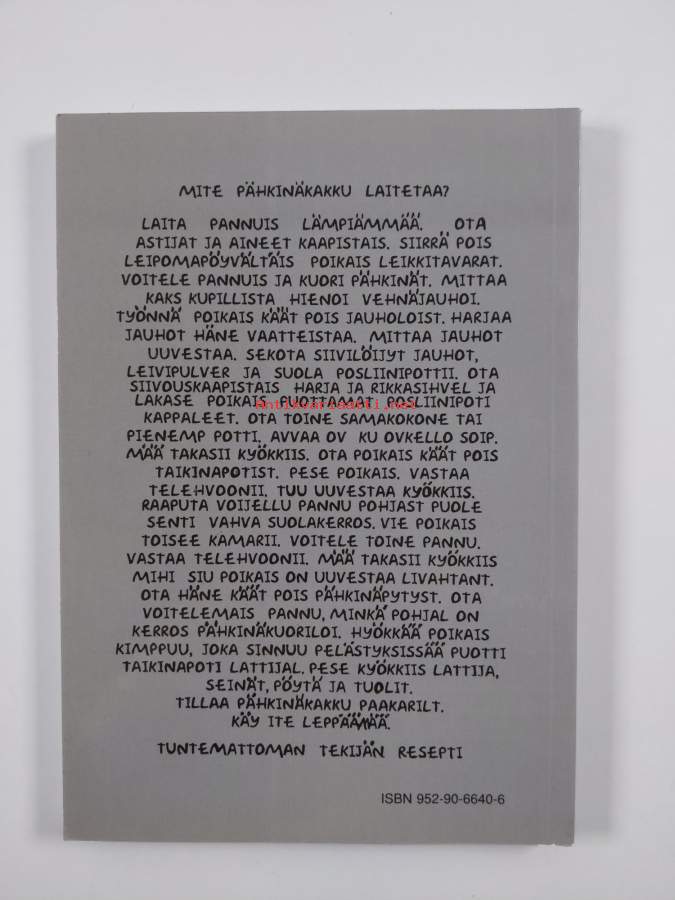 MITE PÄHKINÄKAKKU LAITETAA?
LAITA PANNUIS LÄMPIÄMMÄÄ. OTA
ASTIJAT JA AINEET KAAPISTAIS. SIIRRÄ POIS
LEIPOMAPÖYVÄLTÄIS POIKAIS LEIKKITAVARAT.
VOITELE PANNUIS JA KUORI PÄHKINÄT. MITTAA
KAKS KUPILLISTA HIENOI VEHNÄJAUHOI.
TYÖNNÄ POIKAIS KÄÄT POIS JAUHOLOIST. HARJAA
JAUHOT HÄNE VAATTEISTAA. MITTAA JAUHOT
UUVESTAA. SEKOTA SIIVILÖIJYT JAUHOT,
LEIVIPULVER JA SUOLA POSLIINIPOTTII. OTA
SIIVOUSKAAPISTAIS HARJA JA RIKKASIHVEL JA
LAKASE POIKAIS PUOTTAMAT POSLIINIPOTI
Antikvariaatti.net
KAPPALEET. OTA TOINE SAMAKOKONE TAI
PIENEMP POTTI. AVVAA OV KU OVKELLO SOIP.
MÄÄ TAKASII KYÖKKIIS. OTA POIKAIS KÄÄT POIS
TAIKINAPOTIST. PESE POIKAIS. VASTAA
TELEHVOONII. TUU UUVESTAA KYÖKKIIS.
RAAPUTA VOIJELLU PANNU POHJAST PUOLE
SENTI VAHVA SUOLAKERROS. VIE POIKAIS
TOISEE KAMARII. VOITELE TOINE PANNU.
VASTAA TELEHVOONII. MÄÄ TAKASII KYÖKKIIS
MIHI SIU POIKAIS ON UUVESTAA LIVAHTANT.
OTA HÄNE KÄÄT POIS PÄHKINÄPYTYST. OTA
VOITELEMAIS PANNU, MINKÄ POHJAL ON
KERROS PÄHKINÄKUORILOI. HYÖKKÄÄ POIKAIS
KIMPPUU, JOKA SINNUU PELÄSTYKSISSÄÄ PUOTTI
TAIKINAPOTI LATTIJAL. PESE KYÖKKIIS LATTIJA,
SEINÄT, PÖYTÄ JA TUOLIT.
TILLAA PÄHKINÄKAKKU PAAKARILT.
KÄY ITE LEPPÄÄMÄÄ.
TUNTEMATTOMAN TEKIJÄN RESEPTI
ISBN 952-90-6640-6